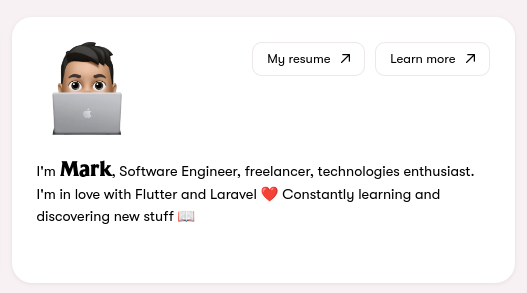 My resume
Learn more
I'm Mark, Software Engineer, freelancer, technologies enthusiast.
I'm in love with Flutter and Laravel ❤️ Constantly learning and
discovering new stuff 📖